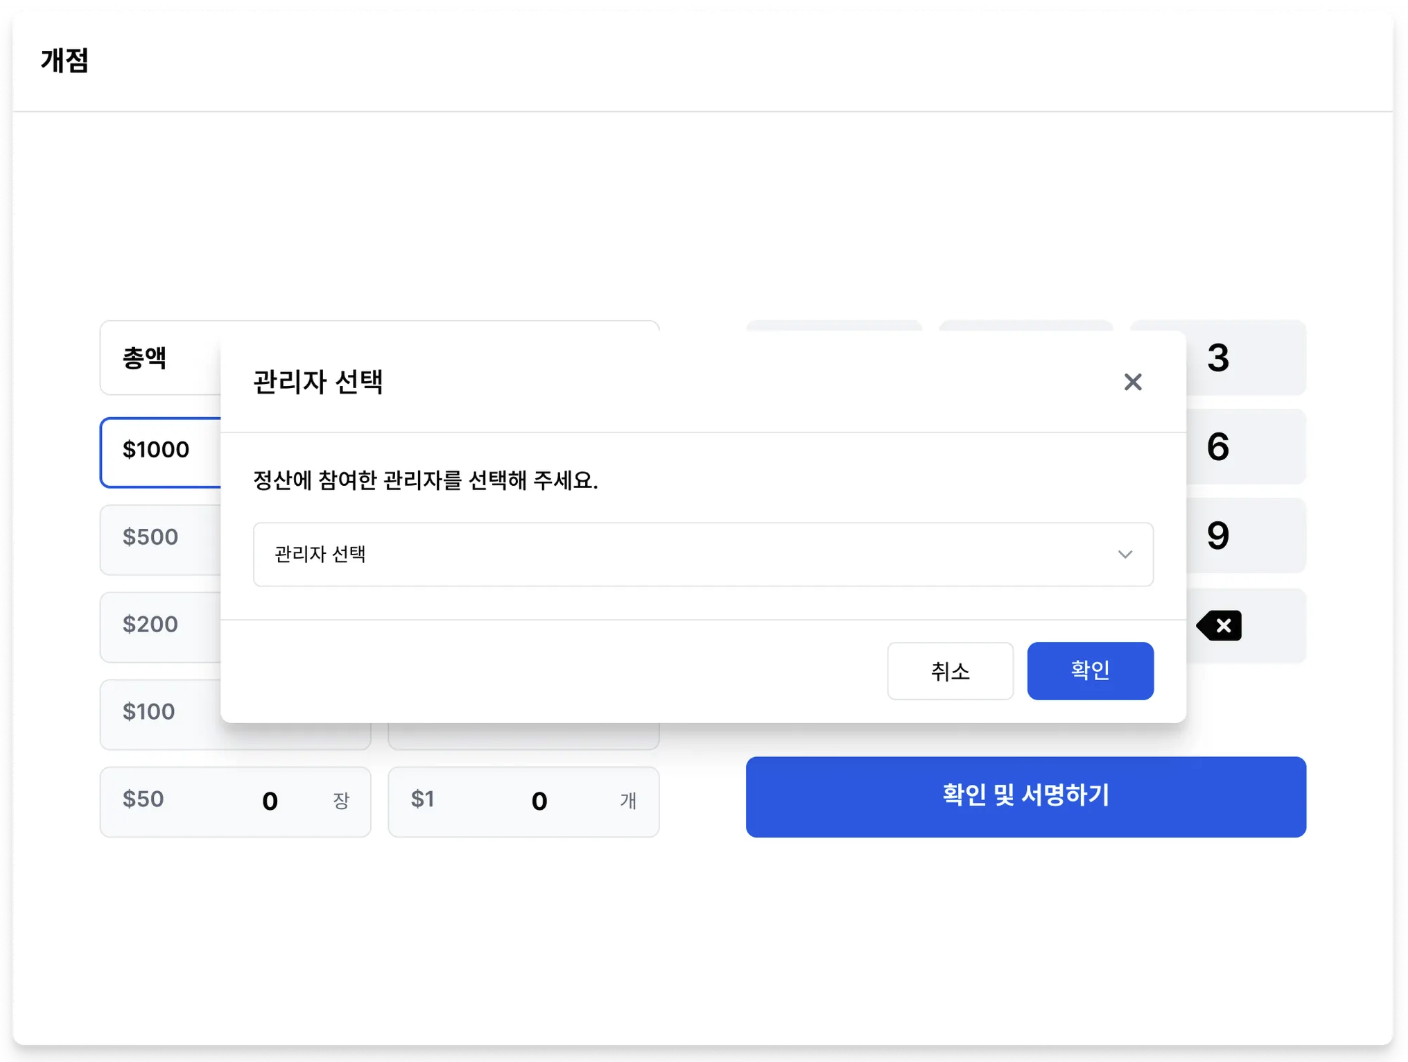 개점
총액
$1000
$500
$200
$100
$50 0 장
$1 0 개
관리자 선택
정산에 참여한 관리자를 선택해 주세요.
관리자 선택
취소
확인
3
6
9
확인 및 서명하기